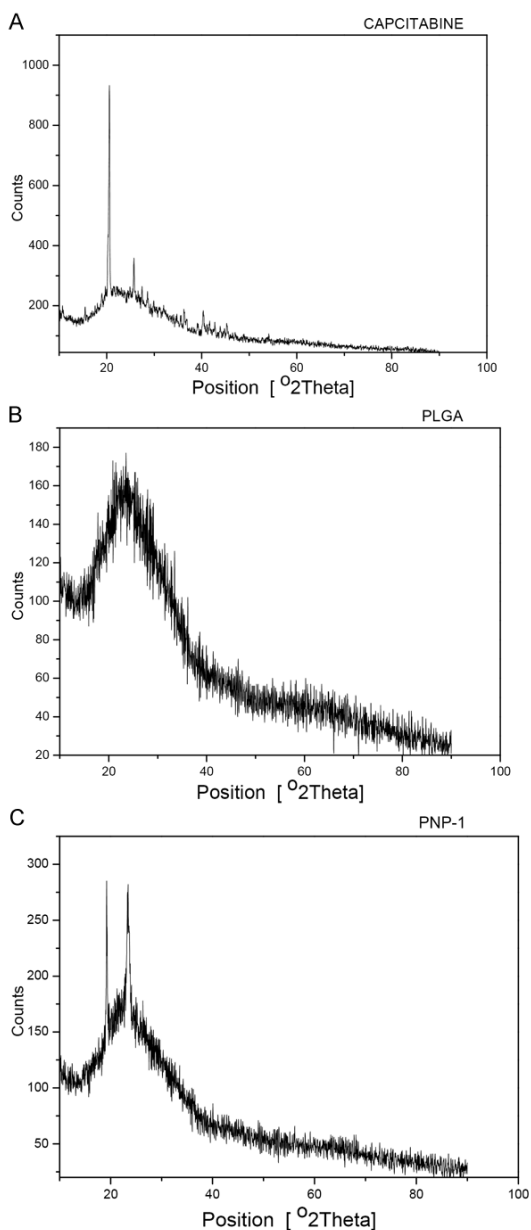 A
CAPCITABINE
1000
800
600
400
200
Counts
20 40 60 80 100
Position [ °2Theta]
B
PLGA
180
160
140
120
100
80
60
40
20
Counts
20 40 60 80 100
Position [ °2Theta]
C
PNP-1
300
250
200
150
100
50
Counts
20 40 60 80 100
Position [ °2Theta]